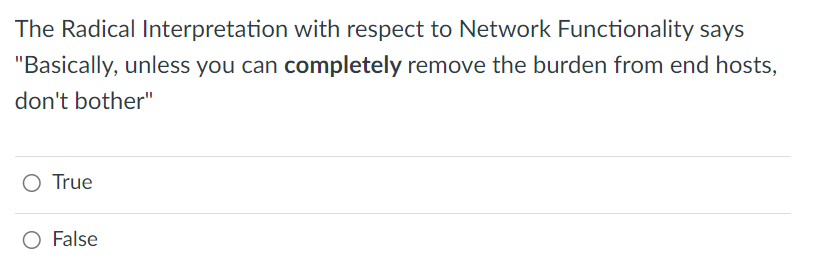 The Radical Interpretation with respect to Network Functionality says
"Basically, unless you can completely remove the burden from end hosts,
don't bother"
True
False